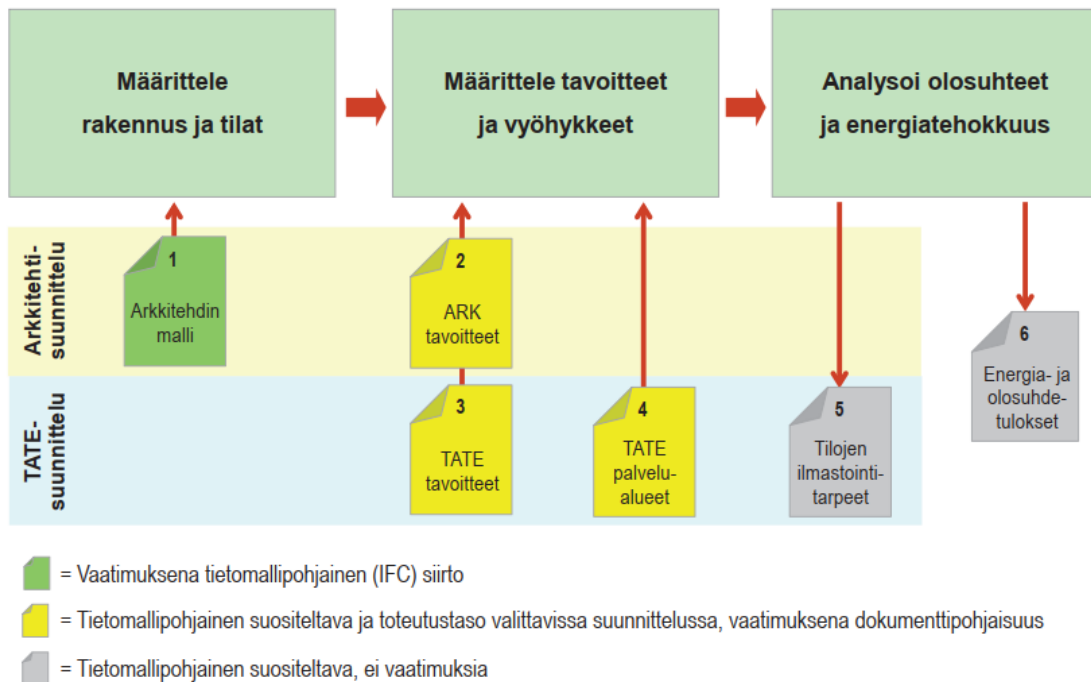 Määrittele
rakennus ja tilat
Määrittele tavoitteet
ja vyöhykkeet
Analysoi olosuhteet
ja energiatehokkuus
Arkkitehti-
suunnittelu
1
Arkkitehdin
malli
2
ARK
tavoitteet
TATE-
suunnittelu
3
TATE
tavoitteet
4
TATE
palvelu-
alueet
5
Tilojen
ilmastointi-
tarpeet
6
Energia- ja
olosuhde-
tulokset
= Vaatimuksena tietomallipohjainen (IFC) siirto
= Tietomallipohjainen suositeltava ja toteutustaso valittavissa suunnittelussa, vaatimuksena dokumenttipohjaisuus
= Tietomallipohjainen suositeltava, ei vaatimuksia